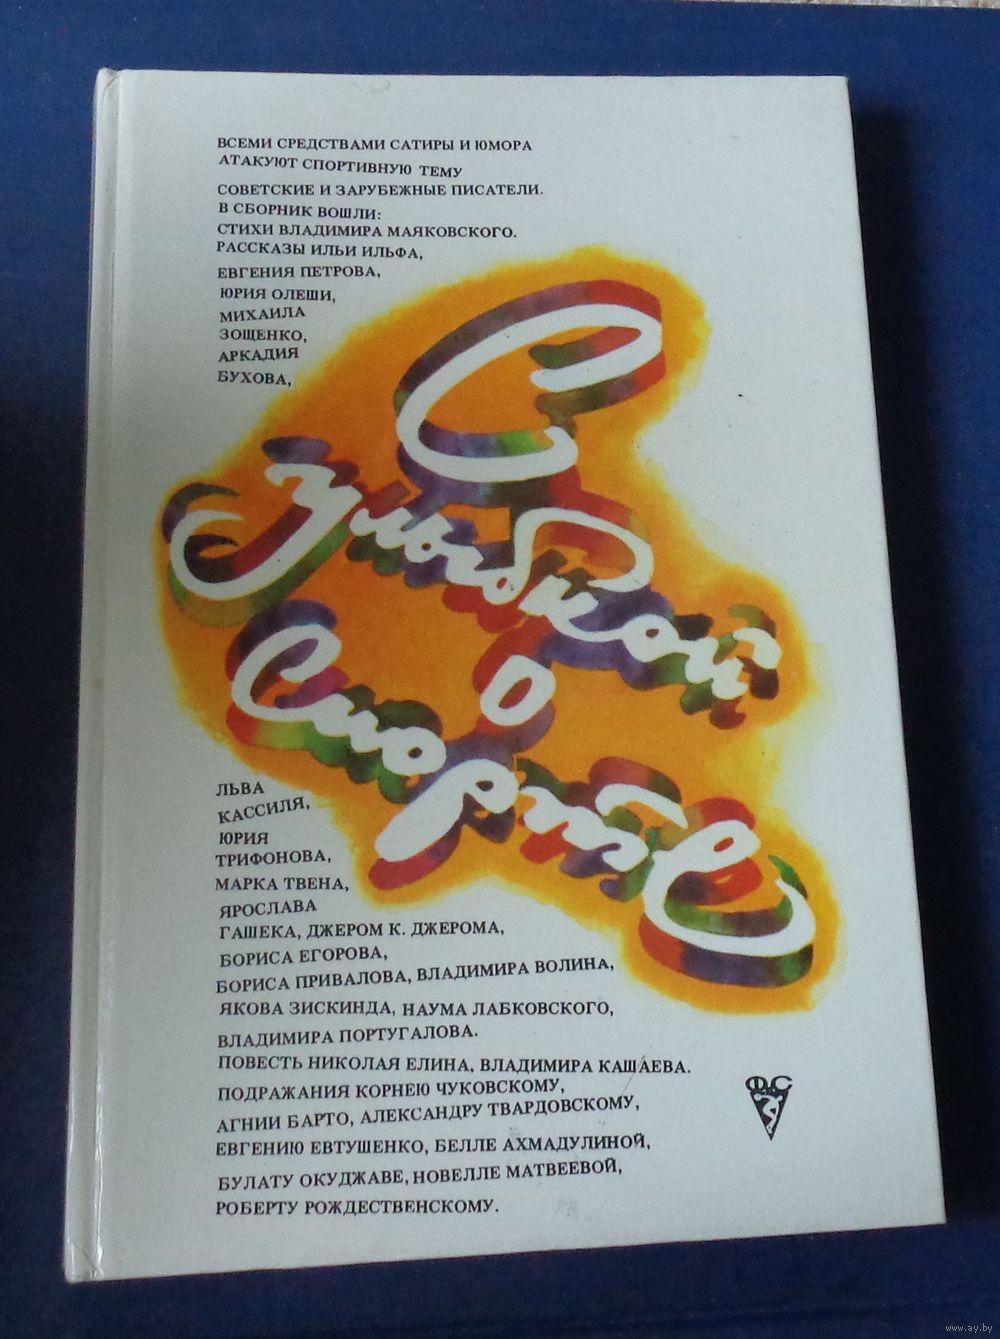 ВСЕМИ СРЕДСТВАМИ САТИРЫ И ЮМОРА
АТАКУЮТ СПОРТИВНУЮ ТЕМУ
СОВЕТСКИЕ И ЗАРУБЕЖНЫЕ ПИСАТЕЛИ.
В СБОРНИК ВОШЛИ:
СТИХИ ВЛАДИМИРА МАЯКОВСКОГО.
РАССКАЗЫ ИЛЬИ ИЛЬФА,
ЕВГЕНИЯ ПЕТРОВА,
ЮРИЯ ОЛЕШИ,
МИХАИЛА
ЗОЩЕНКО,
АРКАДИЯ
БУХОВА,
С
улыбкой
о
Спорте
ЛЬВА
КАССИЛЯ,
ЮРИЯ
ТРИФОНОВА,
МАРКА ТВЕНА,
ЯРОСЛАВА
ГАШЕКА, ДЖЕРОМ К. ДЖЕРОМА,
БОРИСА ЕГОРОВА,
БОРИСА ПРИВАЛОВА, ВЛАДИМИРА ВОЛИНА,
ЯКОВА ЗИСКИНДА, НАУМА ЛАБКОВСКОГО,
ВЛАДИМИРА ПОРТУГАЛОВА.
ПОВЕСТЬ НИКОЛАЯ ЕЛИНА, ВЛАДИМИРА КАШАЕВА.
ПОДРАЖАНИЯ КОРНЕЮ ЧУКОВСКОМУ,
АГНИИ БАРТО, АЛЕКСАНДРУ ТВАРДОВСКОМУ,
ЕВГЕНИЮ ЕВТУШЕНКО, БЕЛЛЕ АХМАДУЛИНОЙ,
БУЛАТУ ОКУДЖАВЕ, НОВЕЛЛЕ МАТВЕЕВОЙ,
РОБЕРТУ РОЖДЕСТВЕНСКОМУ.
ФиС
www.ay.by